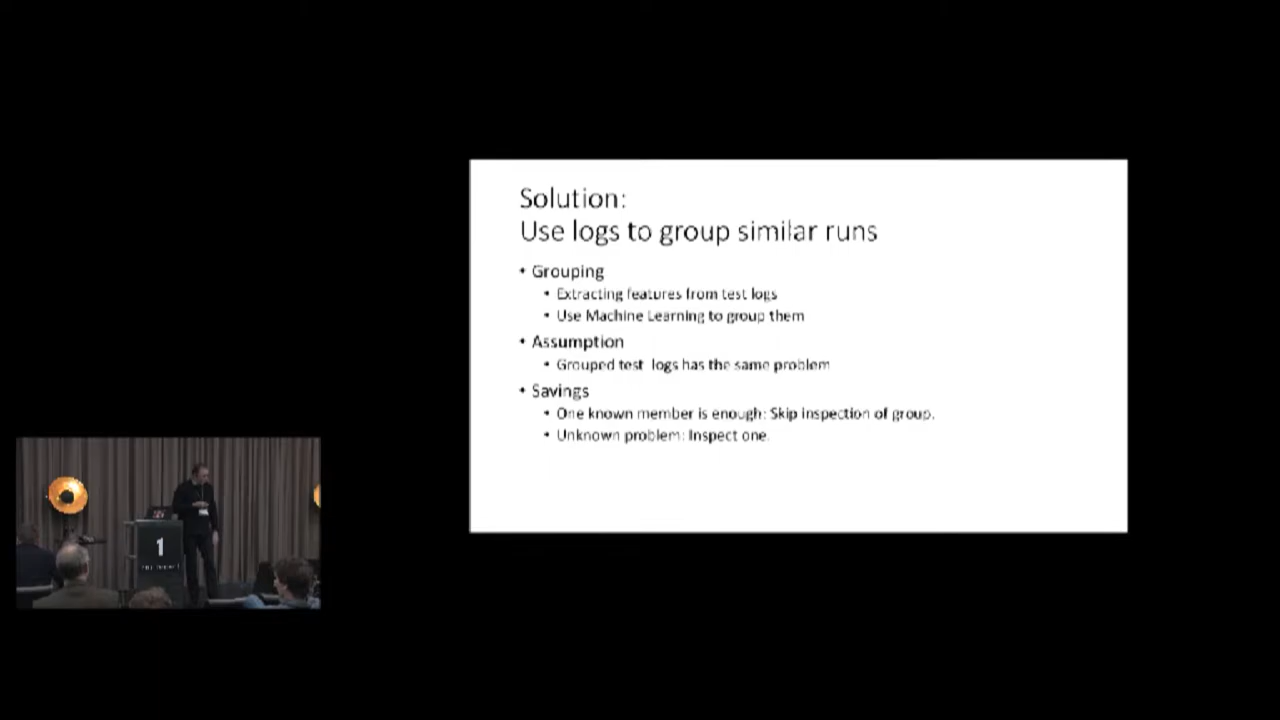 Solution:
Use logs to group similar runs
• Grouping
• Extracting features from test logs
• Use Machine Learning to group them
• Assumption
• Grouped test logs has the same problem
• Savings
• One known member is enough: Skip inspection of group.
• Unknown problem: Inspect one.
1